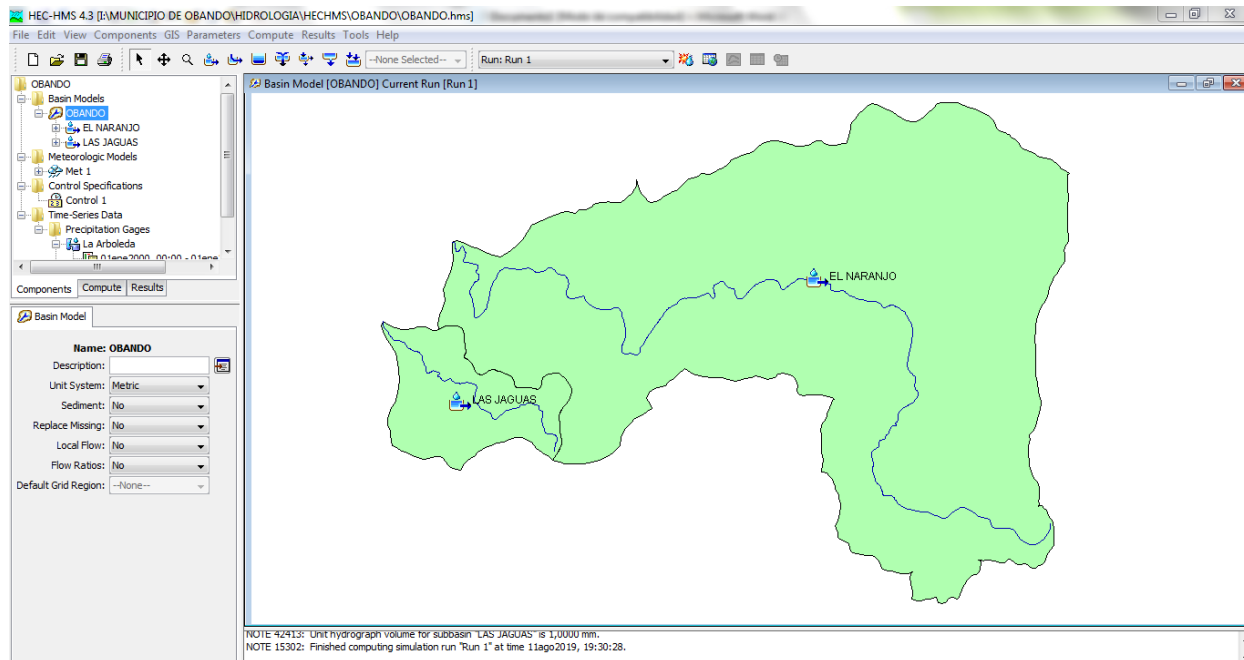 HEC-HMS 4.3 [I:\MUNICIPIO DE OBANDO\HIDROLOGIA\HECHMS\OBANDO\OBANDO.hms]
File Edit View Components GIS Parameters Compute Results Tools Help
--None Selected--
Run: Run 1
OBANDO
Basin Models
OBANDO
EL NARANJO
LAS JAGUAS
Meteorologic Models
Met 1
Control Specifications
Control 1
Time-Series Data
Precipitation Gages
La Arboleda
01ene2000, 00:00 - 01ene
Components Compute Results
Basin Model
Name: OBANDO
Description:
Unit System: Metric
Sediment: No
Replace Missing: No
Local Flow: No
Flow Ratios: No
Default Grid Region: --None--
Basin Model [OBANDO] Current Run [Run 1]
EL NARANJO
LAS JAGUAS
NOTE 42413: Unit hydrograph volume for subbasin "LAS JAGUAS" is 1,0000 mm.
NOTE 15302: Finished computing simulation run "Run 1" at time 11ago2019, 19:30:28.